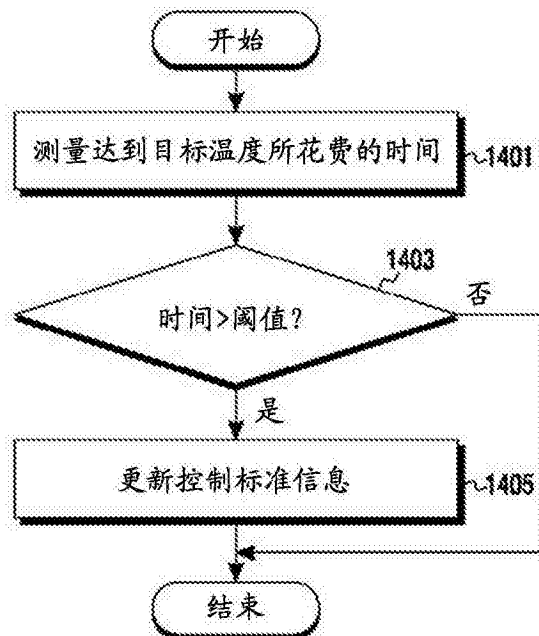 开始
测量达到目标温度所花费的时间
1401
1403
时间>阈值?
否
是
更新控制标准信息
1405
结束